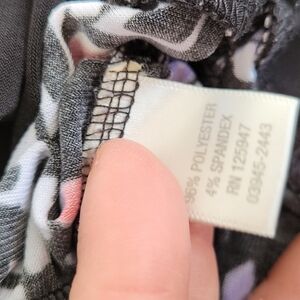 96% POLYESTER
4% SPANDEX
RN 125947
03945-2443